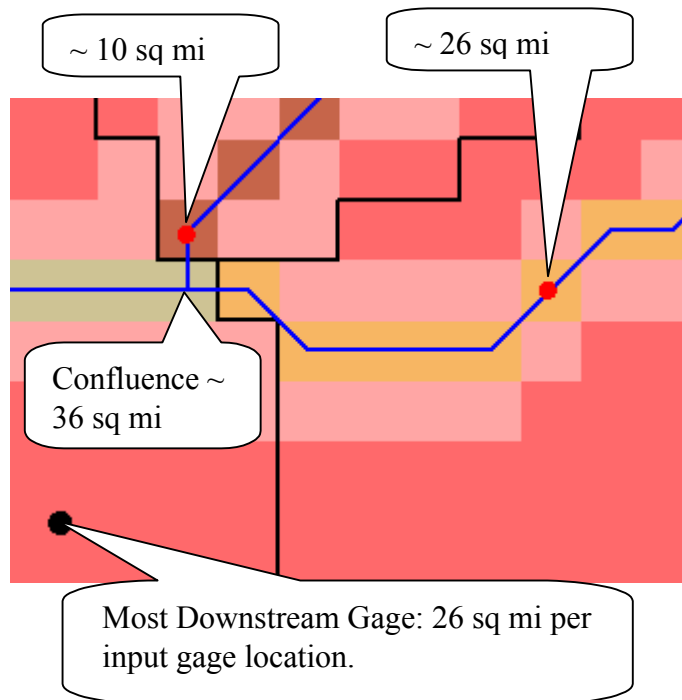 ~ 10 sq mi
~ 26 sq mi
Confluence ~
36 sq mi
Most Downstream Gage: 26 sq mi per
input gage location.